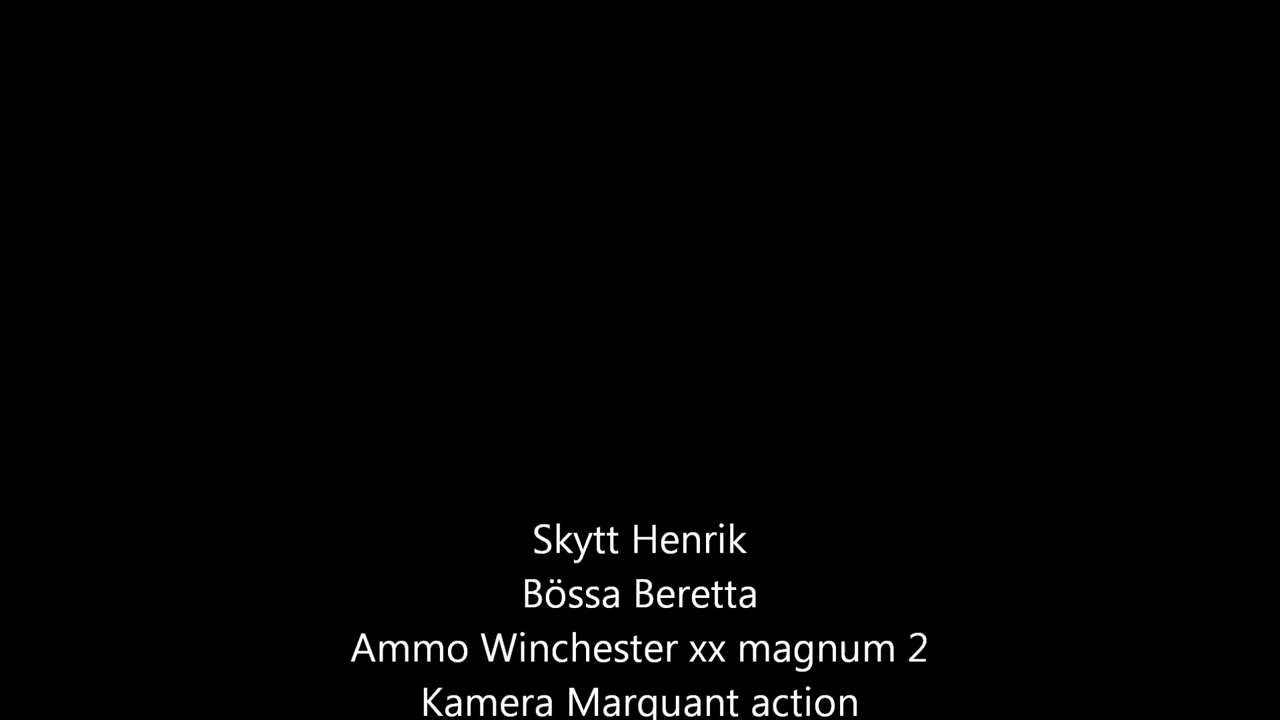 Skytt Henrik
Bössa Beretta
Ammo Winchester xx magnum 2
Kamera Marquant action